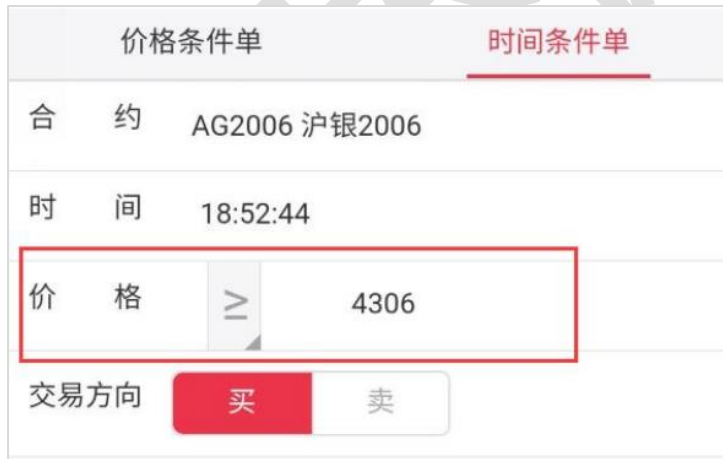 价格条件单 时间条件单
合 约 AG2006 沪银2006
时 间 18:52:44
价 格 ≥ 4306
交易方向 买 卖